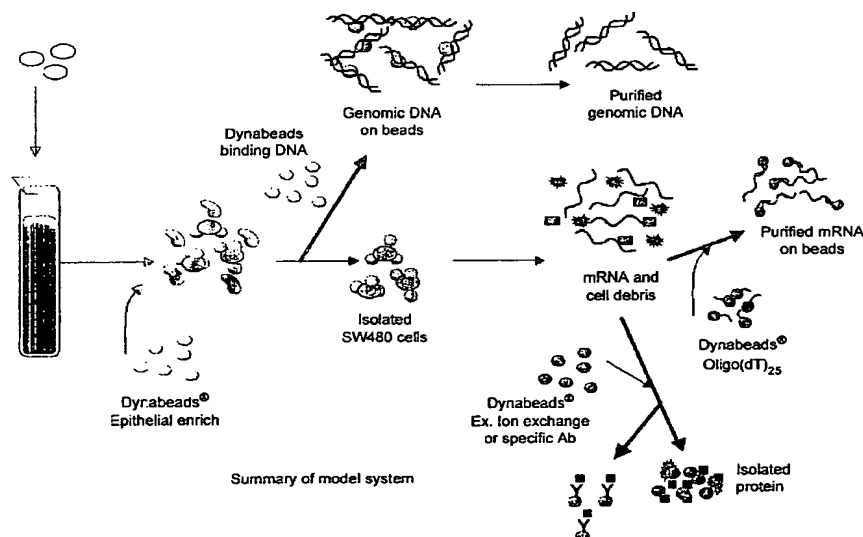 Genomic DNA
on beads
Purified
genomic DNA
Dynabeads
binding DNA
Purified mRNA
on beads
mRNA and
cell debris
Isolated
SW480 cells
Dynabeads®
Oligo(dT)25
Dynabeads®
Epithelial enrich
Dynabeads®
Ex. Ion exchange
or specific Ab
Summary of model system
Isolated
protein